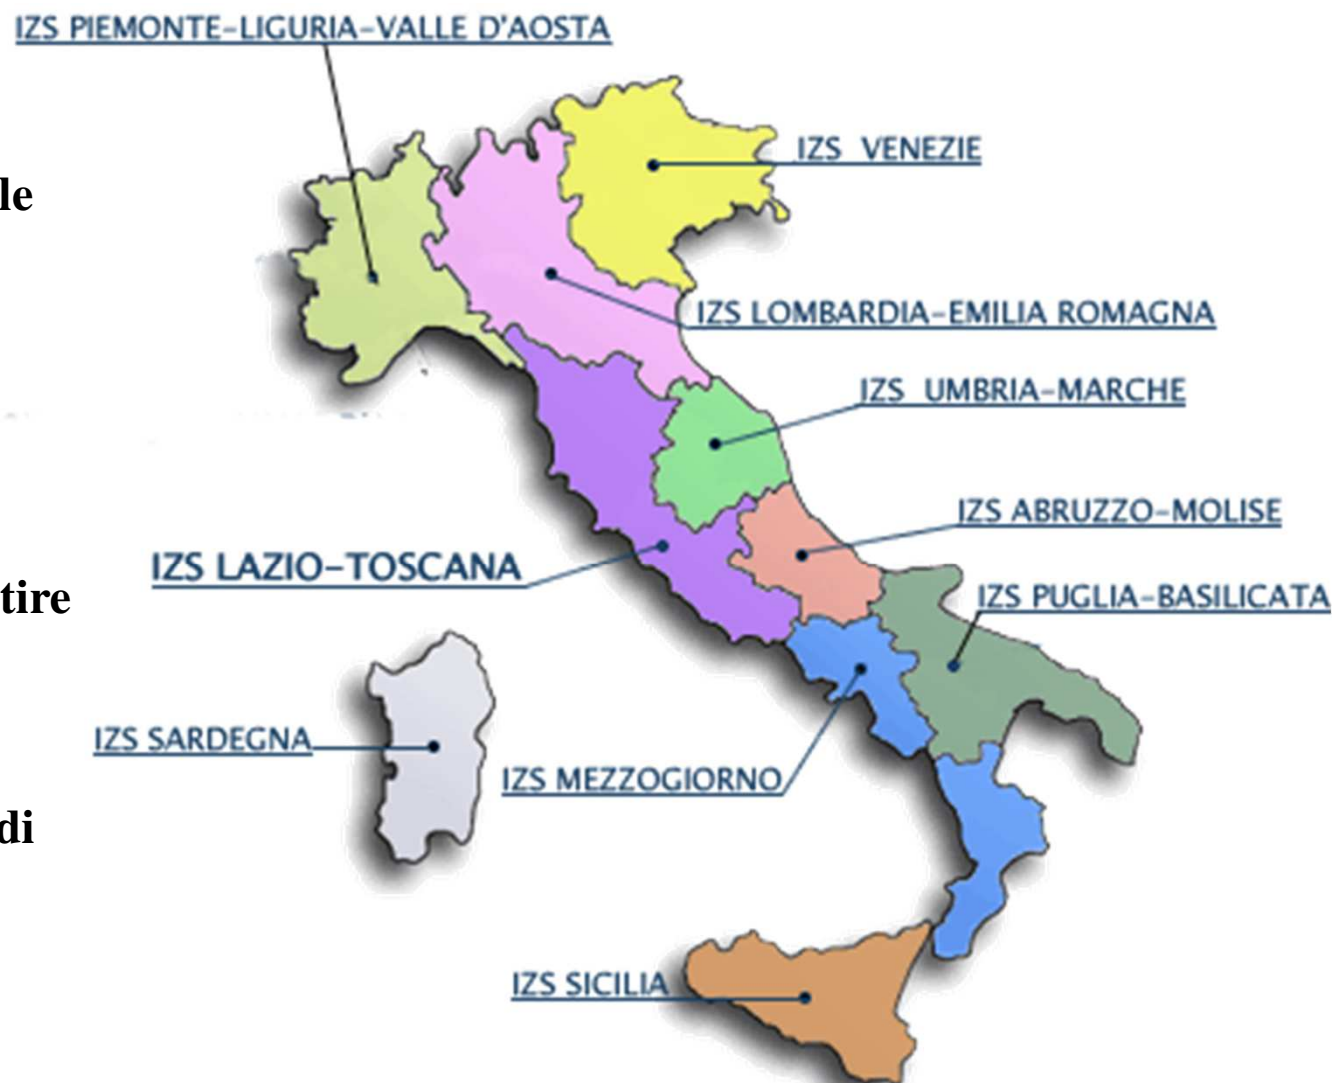 IZS PIEMONTE-LIGURIA-VALLE D'AOSTA
IZS VENEZIE
le
IZS LOMBARDIA-EMILIA ROMAGNA
IZS UMBRIA-MARCHE
IZS ABRUZZO-MOLISE
IZS LAZIO-TOSCANA
tire
IZS PUGLIA-BASILICATA
IZS SARDEGNA
IZS MEZZOGIORNO
di
IZS SICILIA